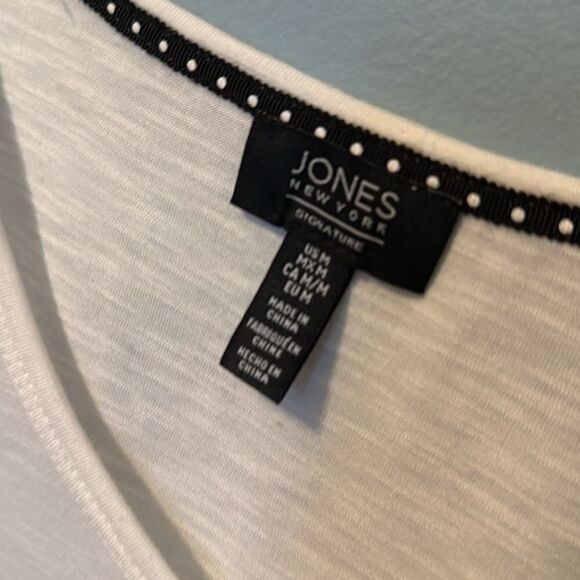 JONES
NEW YORK
SIGNATURE
US M
MX M
CA M/M
EU M
MADE IN
CHINA
FABRIQUÉ EN
CHINE
HECHO EN
CHINA